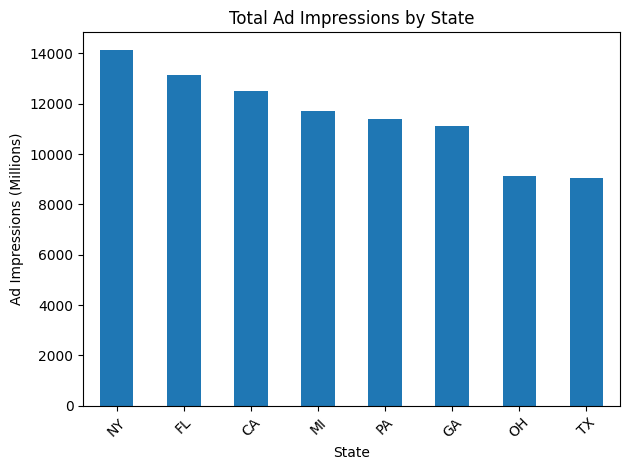 Total Ad Impressions by State
Ad Impressions (Millions)
14000
12000
10000
8000
6000
4000
2000
0
NY FL CA MI PA GA OH TX
State